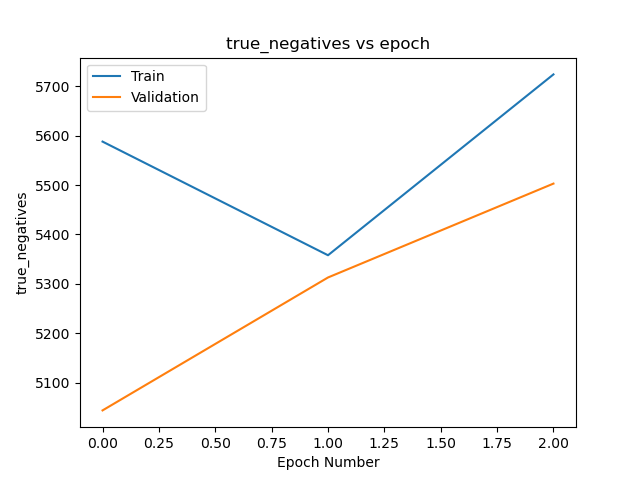 true_negatives vs epoch
Train
Validation
5700
5600
5500
5400
5300
5200
5100
true_negatives
0.00 0.25 0.50 0.75 1.00 1.25 1.50 1.75 2.00
Epoch Number